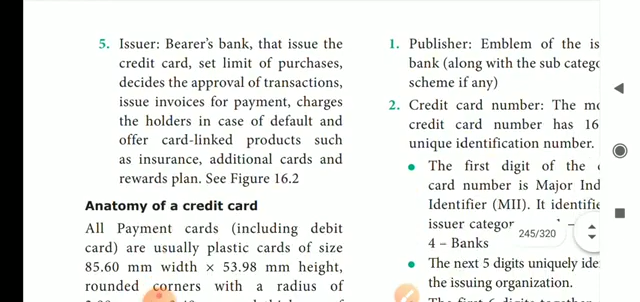 5. Issuer: Bearer's bank, that issue the
credit card, set limit of purchases,
decides the approval of transactions,
issue invoices for payment, charges
the holders in case of default and
offer card-linked products such
as insurance, additional cards and
rewards plan. See Figure 16.2
Anatomy of a credit card
All Payment cards (including debit
card) are usually plastic cards of size
85.60 mm width × 53.98 mm height,
rounded corners with a radius of
1. Publisher: Emblem of the
bank (along with the sub
scheme if any)
2. Credit card number: The
credit card number has 16
unique identification number.
• The first digit of the
card number is Major
Identifier (MII). It
issuer
4 – Banks
• The next 5 digits uniquely
the issuing organization.
The first 6 digits together
245/320